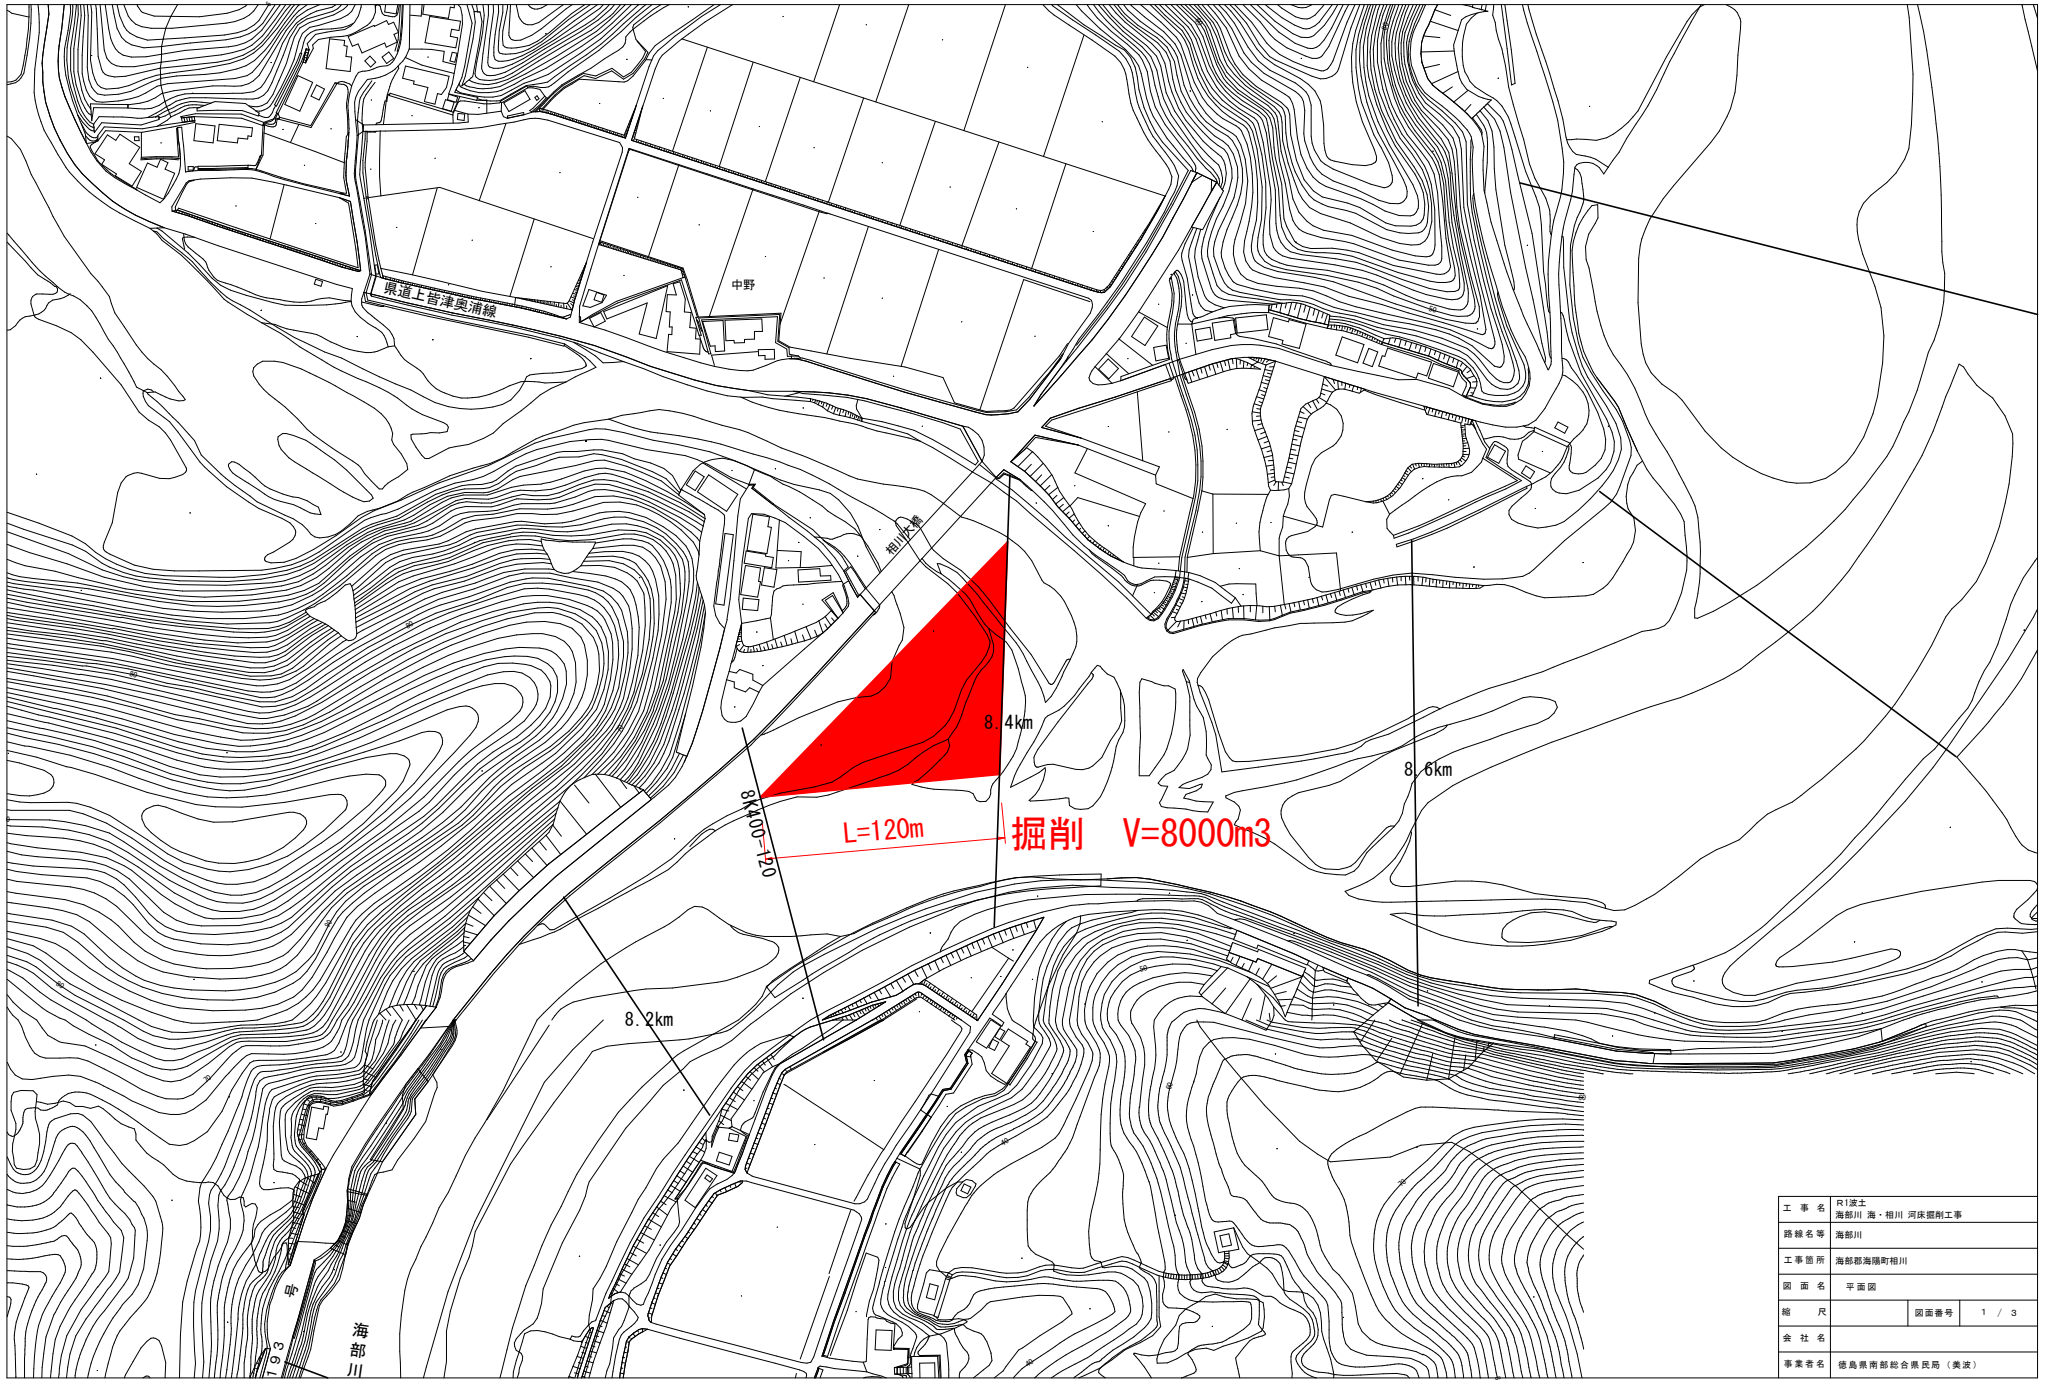 中野
県道上皆津奥浦線
相川大橋
8.4km
8.6km
8K400-120
L=120m
掘削 V=8000m3
8.2km
193 号
海部川
工事名 R1波土
海部川 海・相川 河床掘削工事
路線名等 海部川
工事箇所 海部郡海陽町相川
図面名 平面図
縮尺 図面番号 1 / 3
会社名
事業者名 徳島県南部総合県民局（美波）